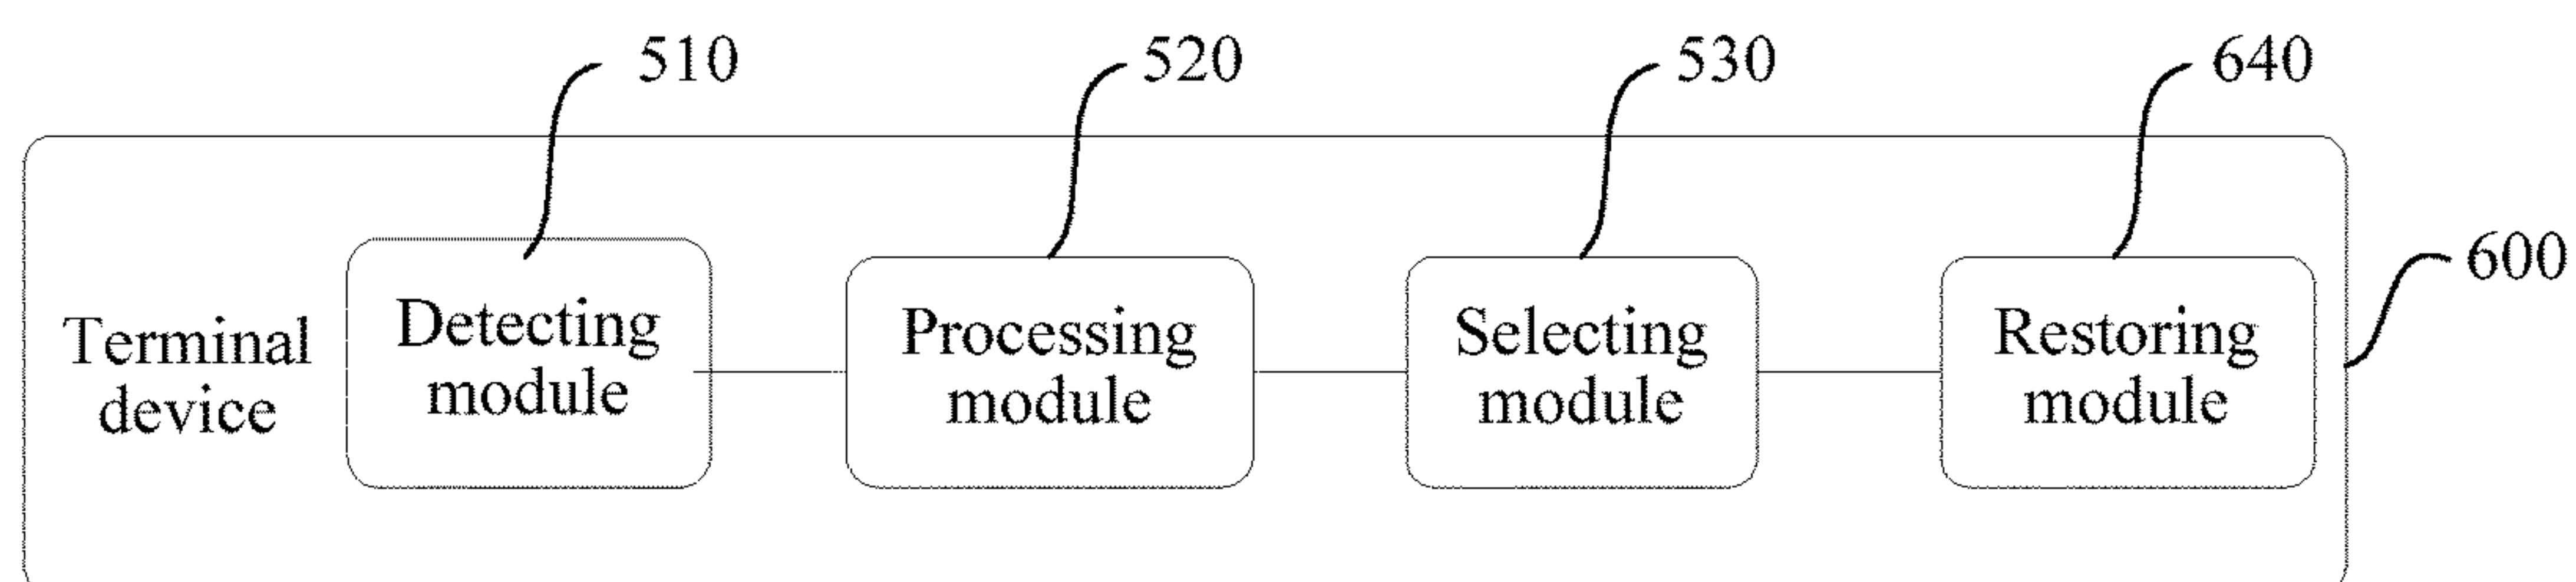 510
520
530
640
600
Terminal
device
Detecting
module
Processing
module
Selecting
module
Restoring
module